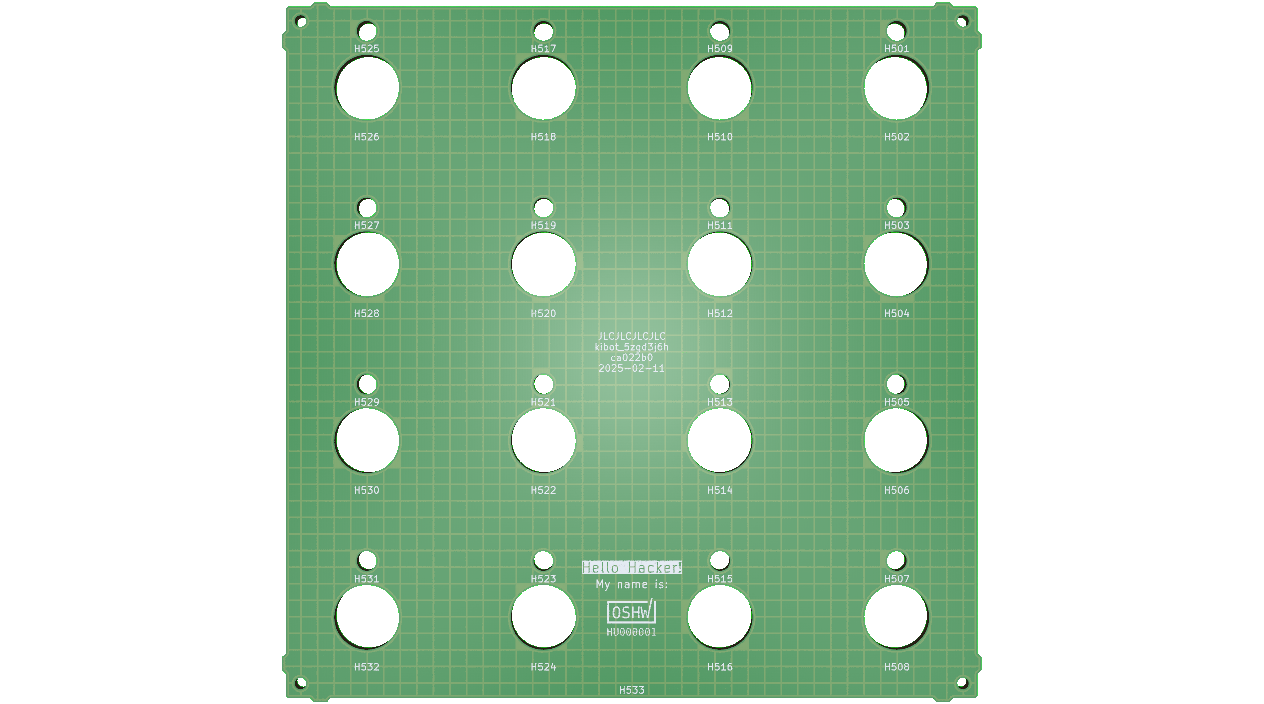 H525 H517 H509 H501
H526 H518 H510 H502
H527 H519 H511 H503
H528 H520 H512 H504
JLCJLCJLCJLC
kibot_5zgd3j6h
ca022b0
2025-02-11
H529 H521 H513 H505
H530 H522 H514 H506
Hello Hacker!
H531 H523 H515 H507
My name is:
OSHW
HU000001
H532 H524 H516 H508
H533